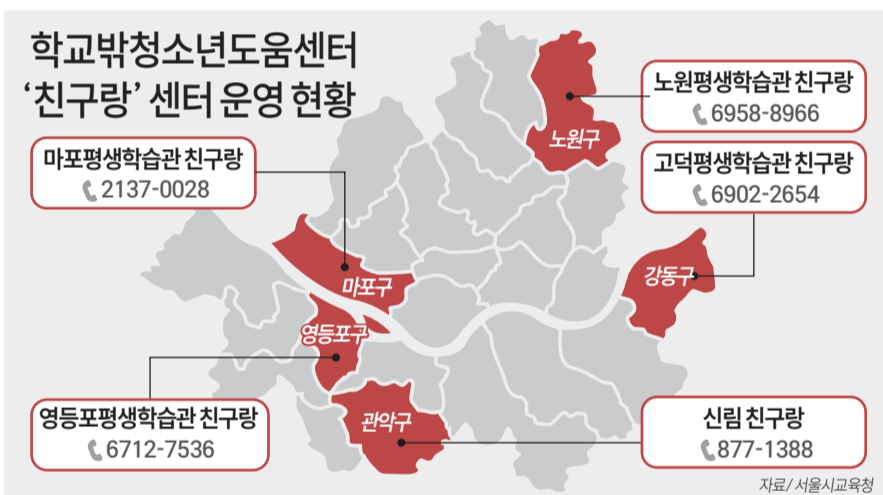 학교밖청소년도움센터
‘친구랑’ 센터 운영 현황
노원평생학습관 친구랑
6958-8966
노원구
마포평생학습관 친구랑
2137-0028
고덕평생학습관 친구랑
6902-2654
강동구
마포구
영등포구
영등포평생학습관 친구랑
6712-7536
관악구
신림 친구랑
877-1388
자료/ 서울시교육청